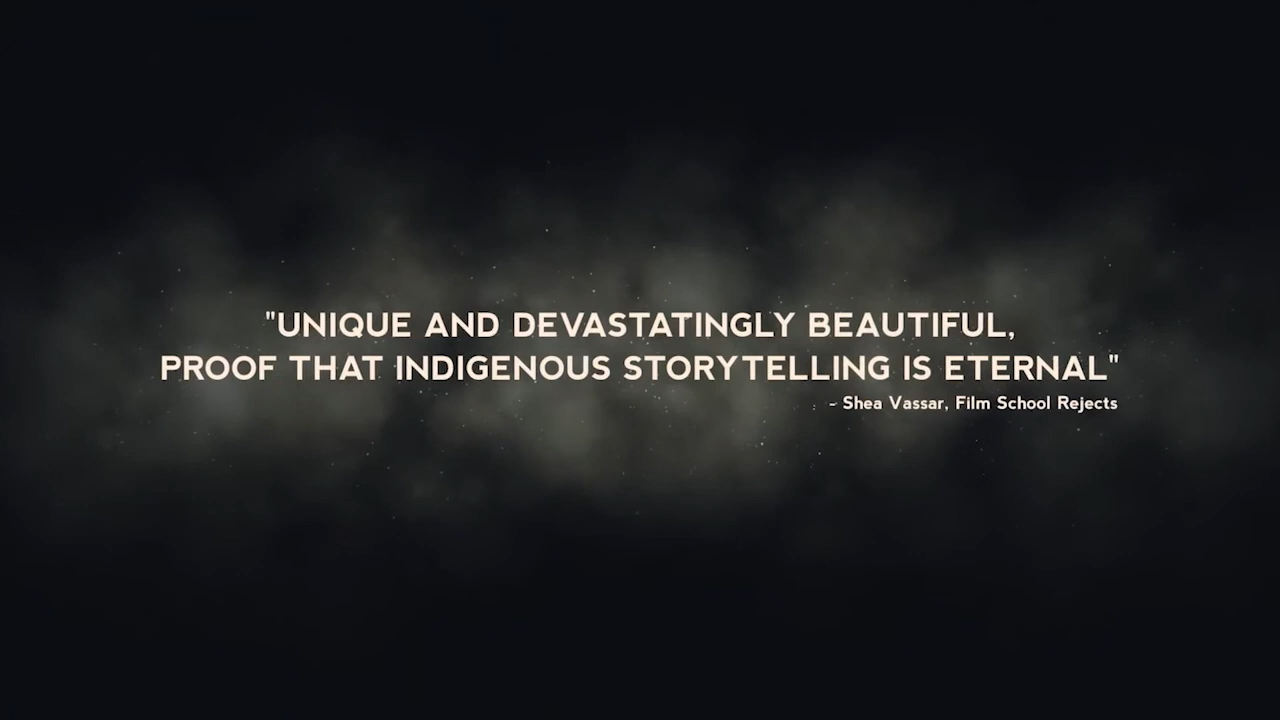 "UNIQUE AND DEVASTATINGLY BEAUTIFUL,
PROOF THAT INDIGENOUS STORYTELLING IS ETERNAL"
- Shea Vassar, Film School Rejects